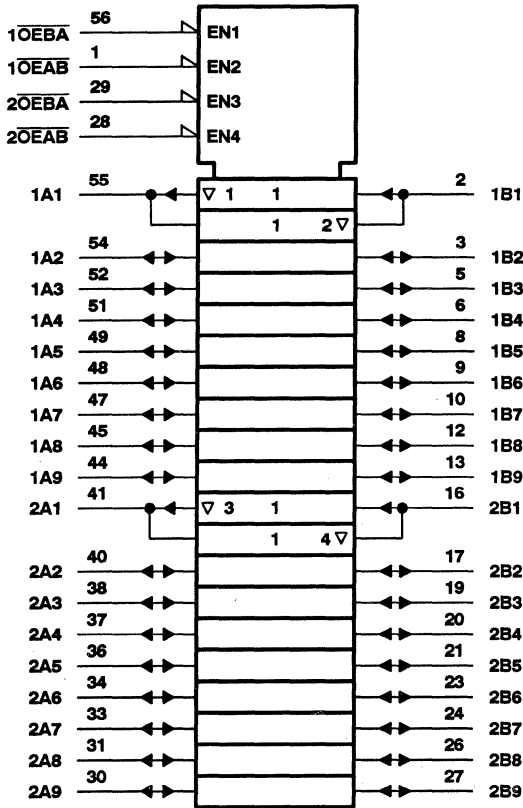 1OEBA 56 EN1
1OEAB 1 EN2
2OEBA 29 EN3
2OEAB 28 EN4
1A1 55 ▽ 1 1 2 1B1
1 2 ▽
1A2 54 3 1B2
1A3 52 5 1B3
1A4 51 6 1B4
1A5 49 8 1B5
1A6 48 9 1B6
1A7 47 10 1B7
1A8 45 12 1B8
1A9 44 13 1B9
2A1 41 ▽ 3 1 16 2B1
1 4 ▽
2A2 40 17 2B2
2A3 38 19 2B3
2A4 37 20 2B4
2A5 36 21 2B5
2A6 34 23 2B6
2A7 33 24 2B7
2A8 31 26 2B8
2A9 30 27 2B9